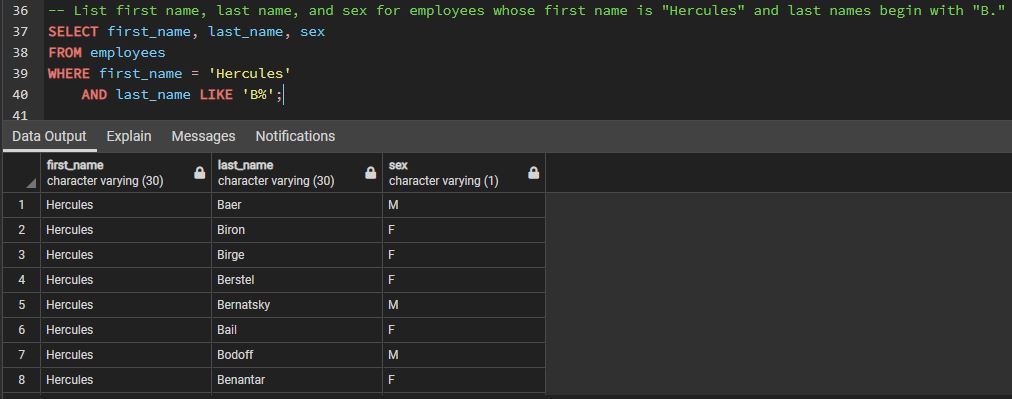 36 -- List first name, last name, and sex for employees whose first name is "Hercules" and last names begin with "B."
37 SELECT first_name, last_name, sex
38 FROM employees
39 WHERE first_name = 'Hercules'
40     AND last_name LIKE 'B%';
41
Data Output Explain Messages Notifications
first_name last_name sex
character varying (30) character varying (30) character varying (1)
1 Hercules Baer M
2 Hercules Biron F
3 Hercules Birge F
4 Hercules Berstel F
5 Hercules Bernatsky M
6 Hercules Bail F
7 Hercules Bodoff M
8 Hercules Benantar F